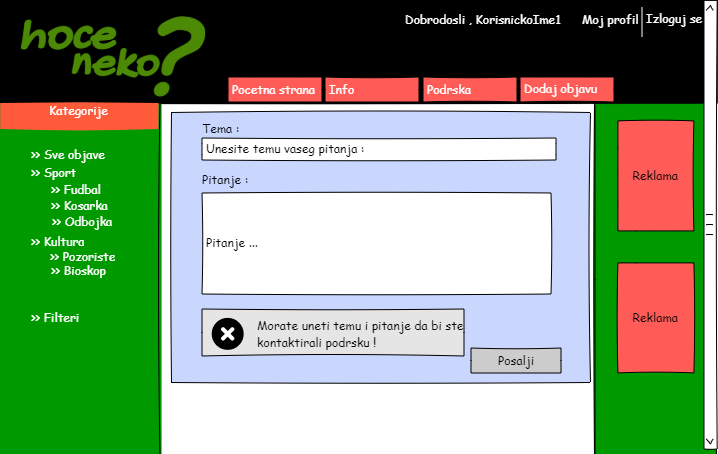 hoce
neko?
Dobrodosli , KorisnickoIme1
Moj profil
Izloguj se
Pocetna strana
Info
Podrska
Dodaj objavu
Kategorije
>> Sve objave
>> Sport
>> Fudbal
>> Kosarka
>> Odbojka
>> Kultura
>> Pozoriste
>> Bioskop
>> Filteri
Tema :
Unesite temu vaseg pitanja :
Pitanje :
Pitanje ...
Morate uneti temu i pitanje da bi ste
kontaktirali podrsku !
Posalji
Reklama
Reklama